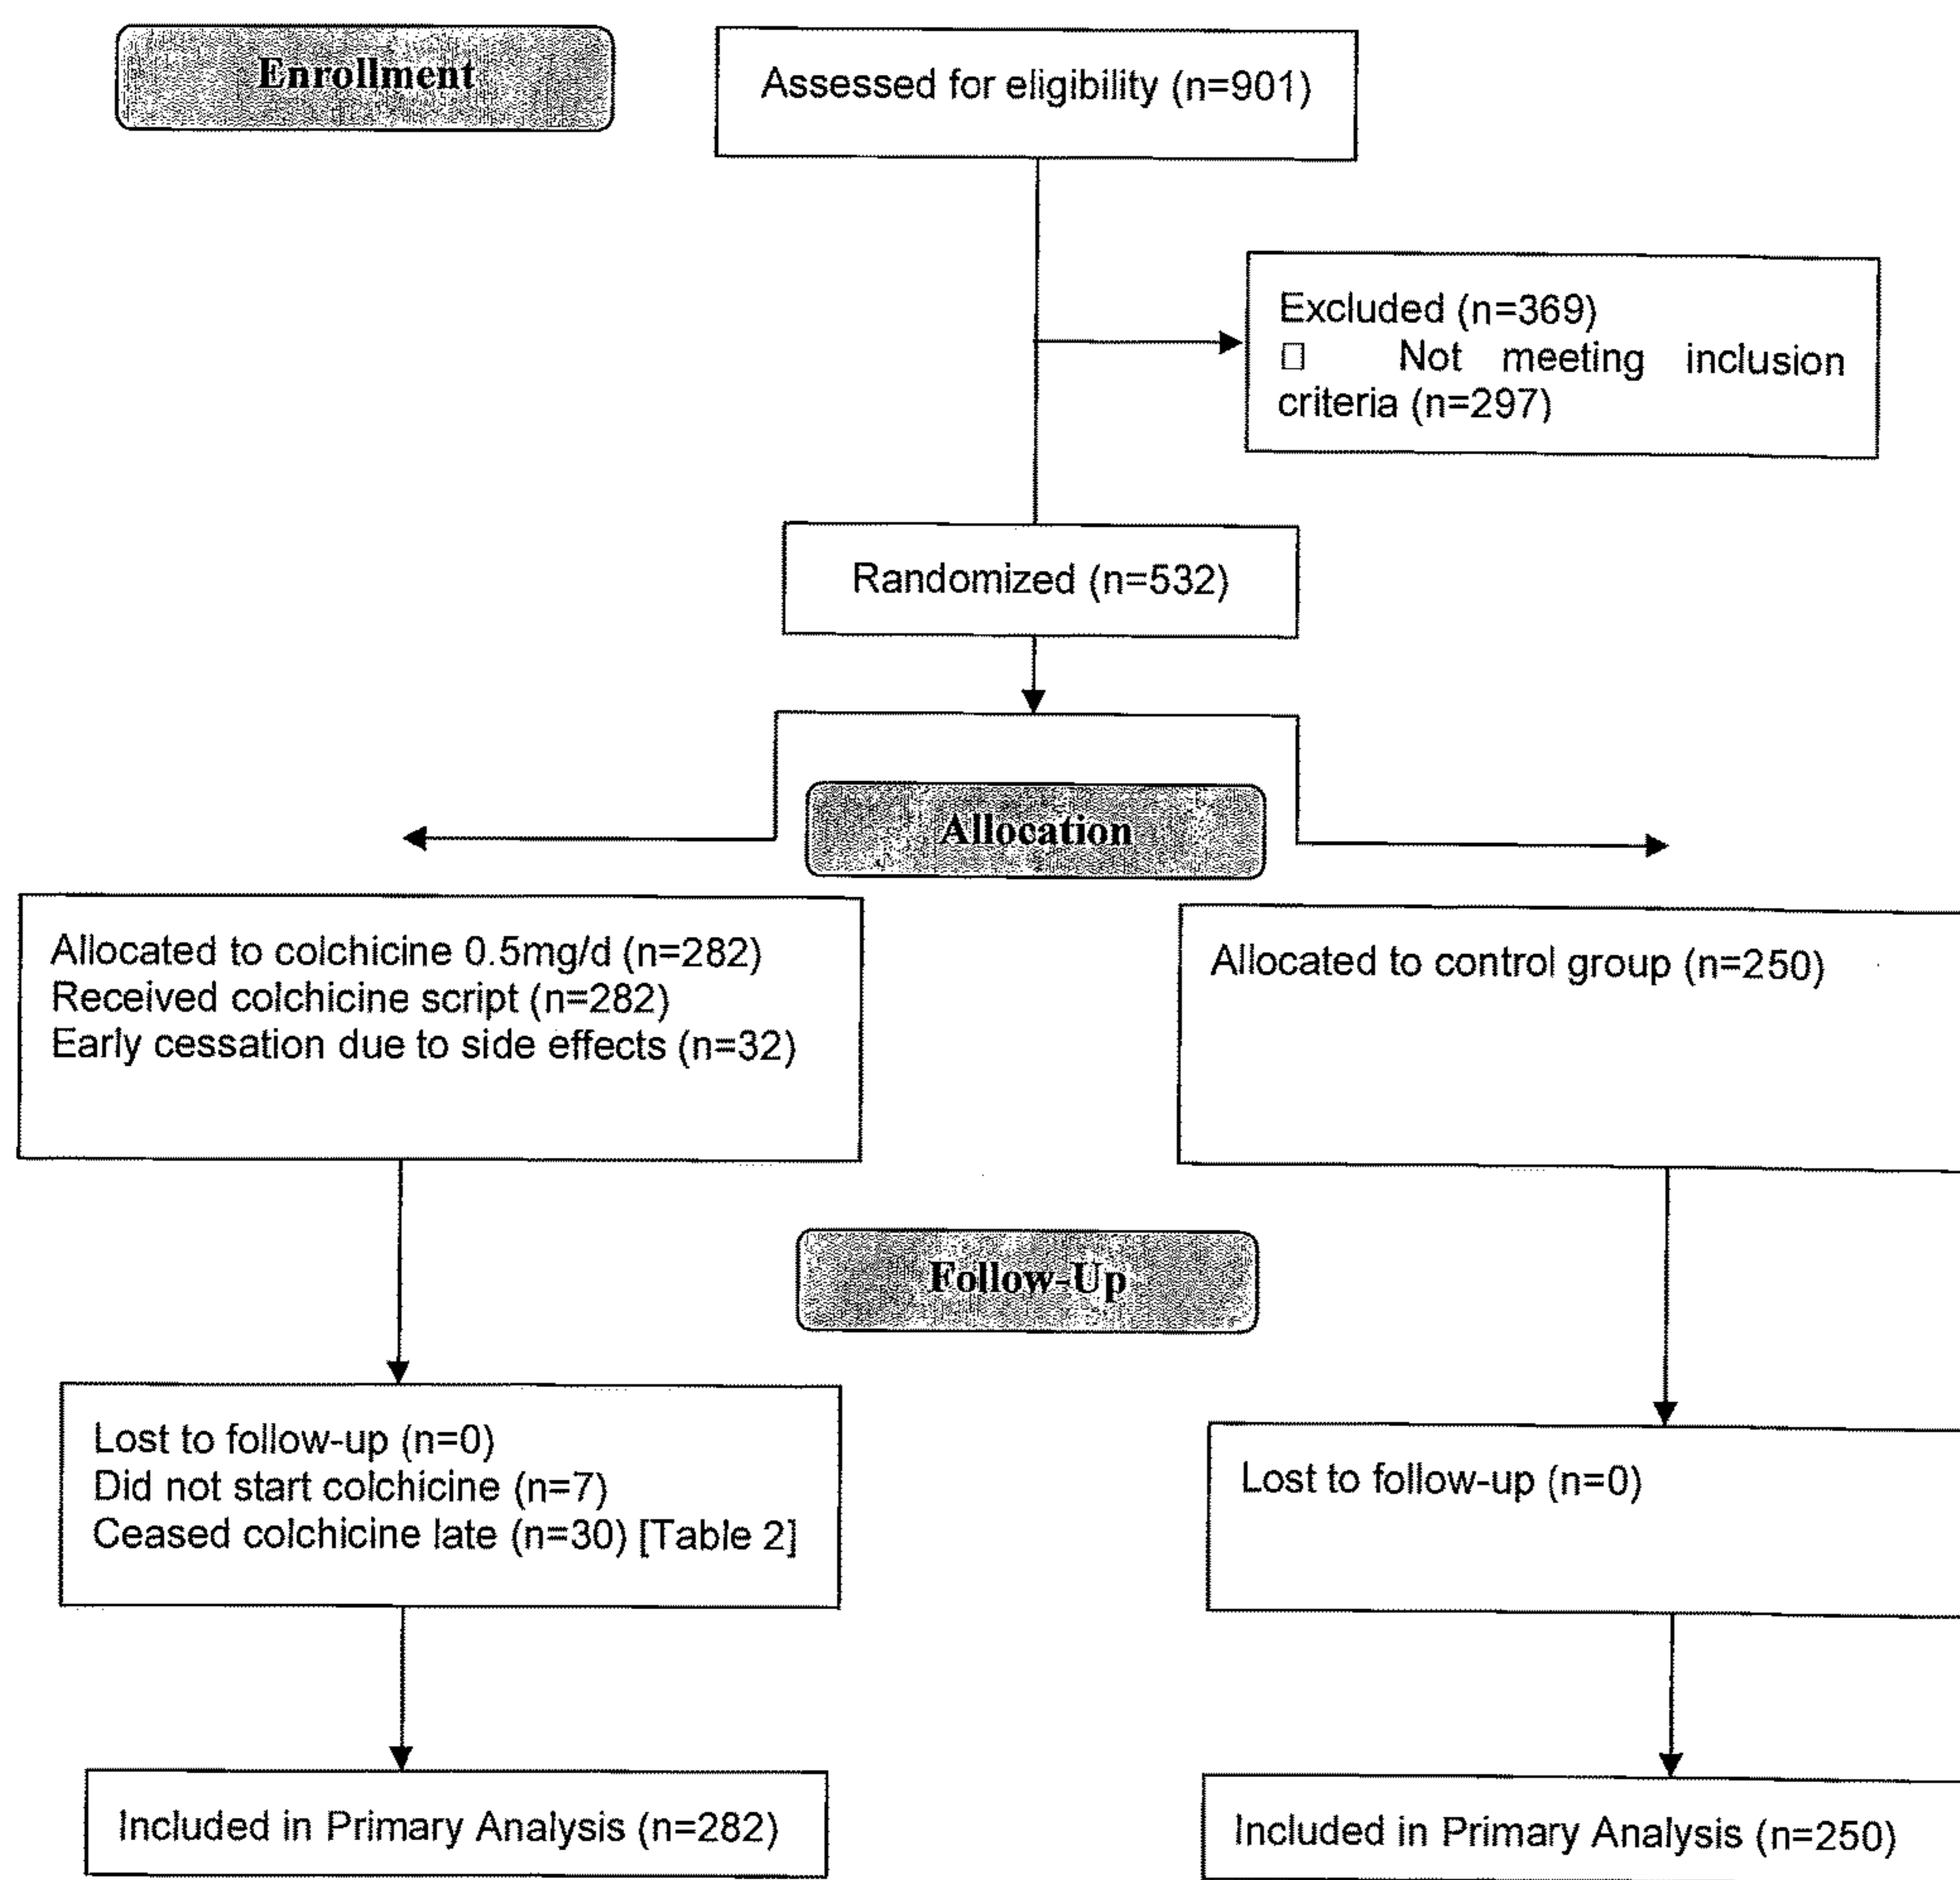 Enrollment
Assessed for eligibility (n=901)
Excluded (n=369)
□ Not meeting inclusion
criteria (n=297)
Randomized (n=532)
Allocation
Allocated to colchicine 0.5mg/d (n=282)
Received colchicine script (n=282)
Early cessation due to side effects (n=32)
Allocated to control group (n=250)
Follow-Up
Lost to follow-up (n=0)
Did not start colchicine (n=7)
Ceased colchicine late (n=30) [Table 2]
Lost to follow-up (n=0)
Included in Primary Analysis (n=282)
Included in Primary Analysis (n=250)